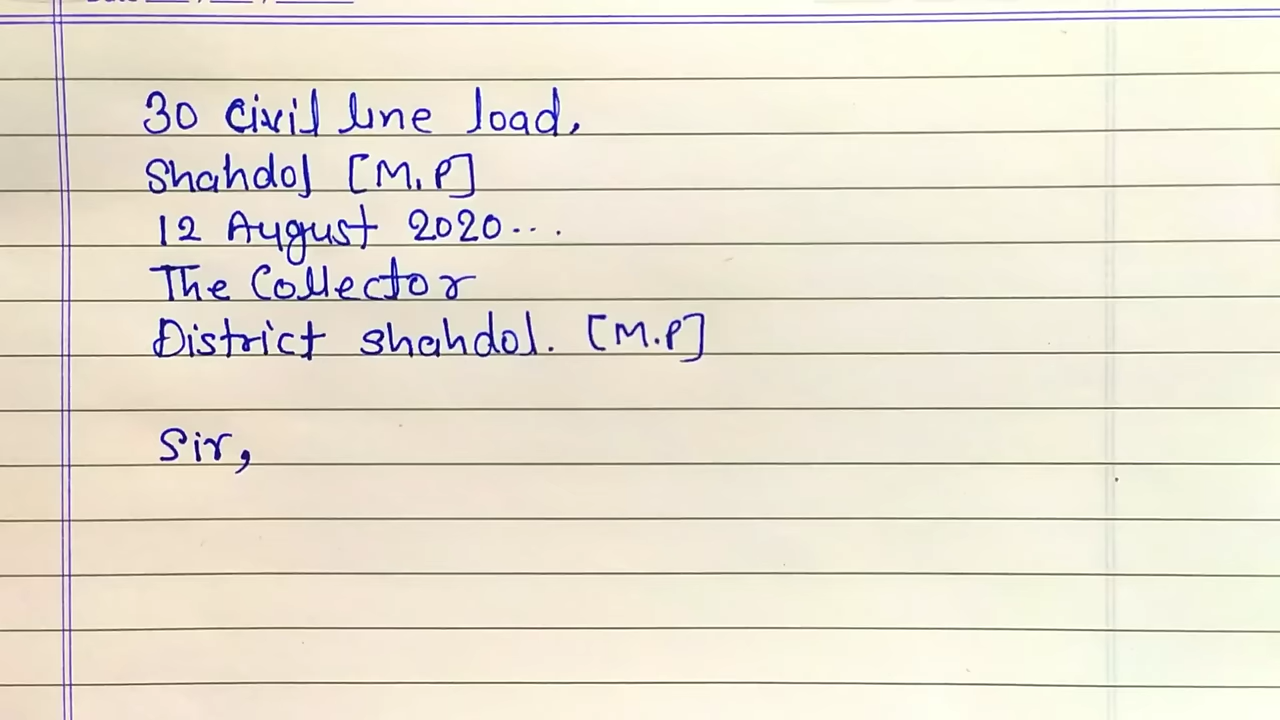 30 Civil line load,
Shahdol [M.P]
12 August 2020...
The Collector
District shahdol. [M.P]
Sir,